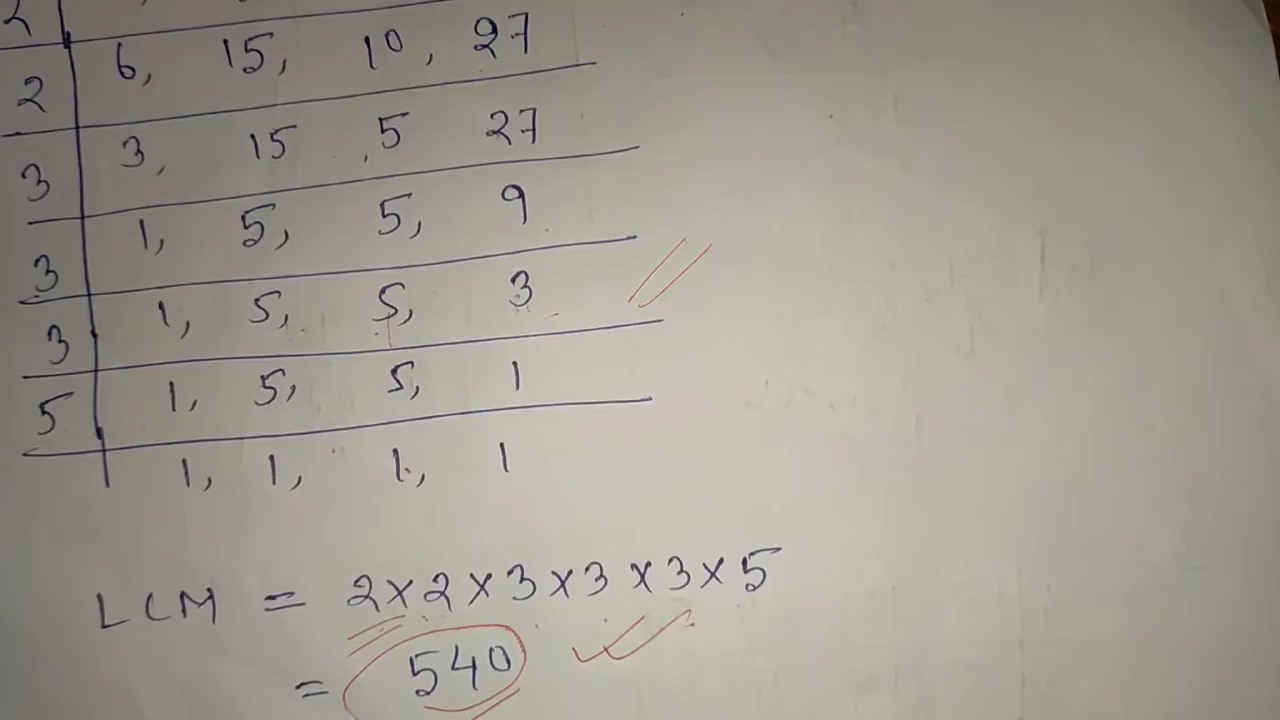 2
2 6, 15, 10, 27
3 3, 15 , 5 27
3 1, 5, 5, 9
3 1, 5, 5, 3
5 1, 5, 5, 1
1, 1, 1, 1
LCM = 2×2×3×3×3×5
= 540